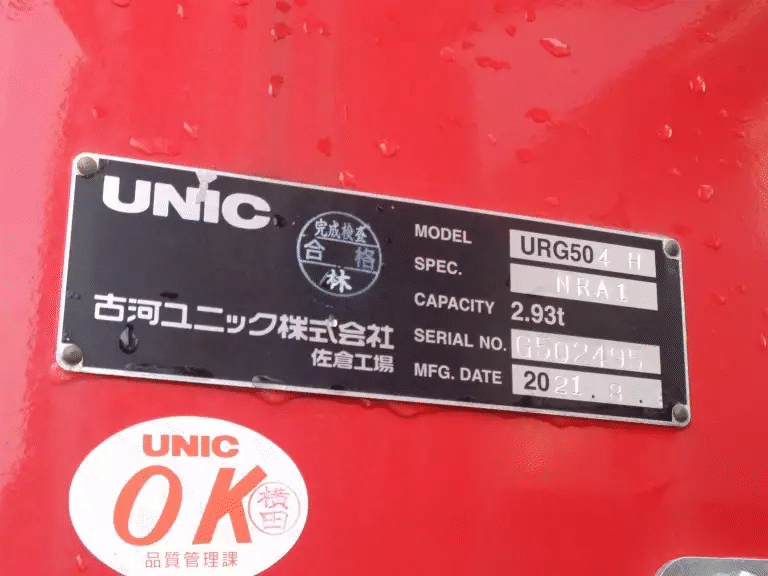 UNIC
完成検査
合格
林
古河ユニック株式会社
佐倉工場
MODEL URG504 H
SPEC. NRA1
CAPACITY 2.93t
SERIAL NO. G502495
MFG. DATE 2021.8.
UNIC
OK
横田
品質管理課